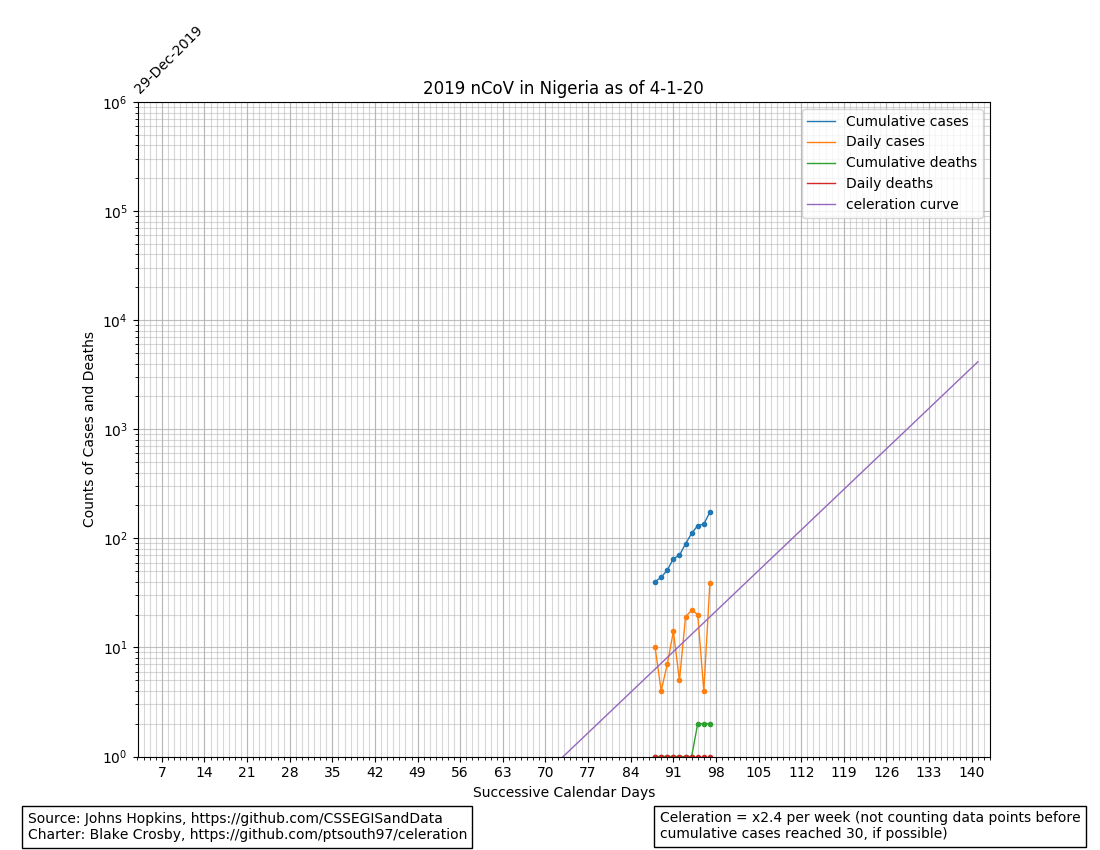 29-Dec-2019
2019 nCoV in Nigeria as of 4-1-20
Counts of Cases and Deaths
10^6
10^5
10^4
10^3
10^2
10^1
10^0
Cumulative cases
Daily cases
Cumulative deaths
Daily deaths
celeration curve
7 14 21 28 35 42 49 56 63 70 77 84 91 98 105 112 119 126 133 140
Successive Calendar Days
Source: Johns Hopkins, https://github.com/CSSEGISandData
Charter: Blake Crosby, https://github.com/ptsouth97/celeration
Celeration = x2.4 per week (not counting data points before
cumulative cases reached 30, if possible)